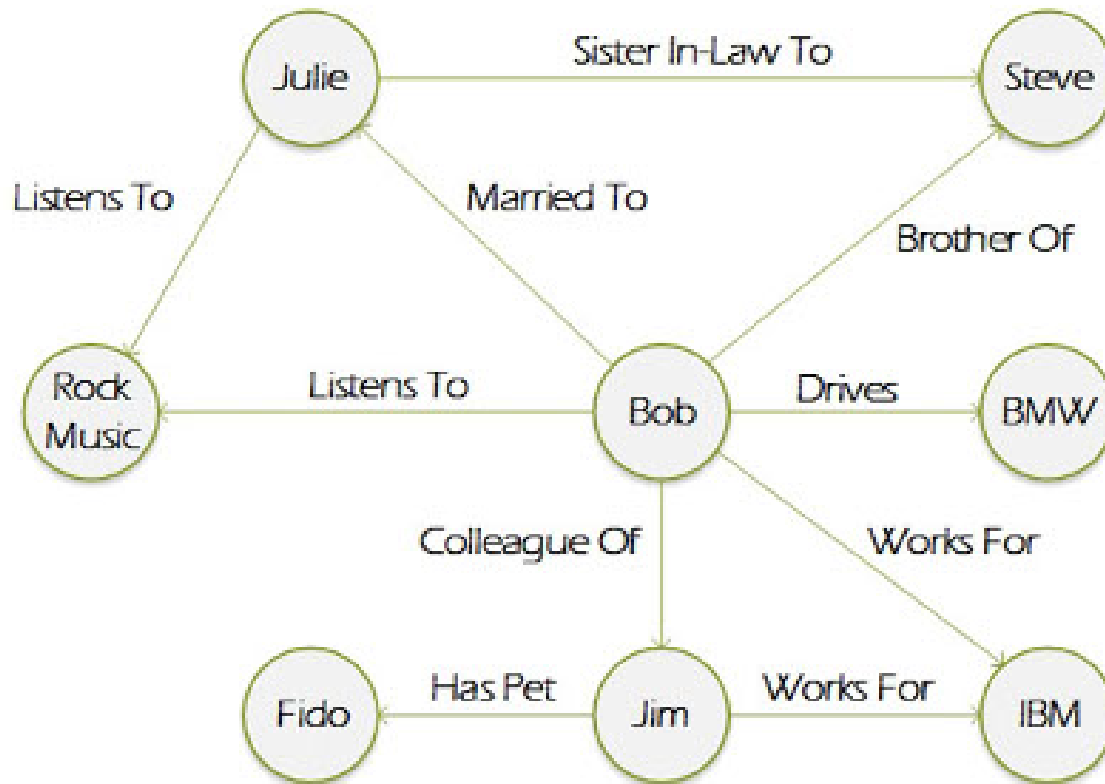 Sister In-Law To
Julie
Steve
Listens To
Married To
Brother Of
Rock
Music
Listens To
Bob
Drives
BMW
Colleague Of
Works For
Fido
Has Pet
Jim
Works For
IBM